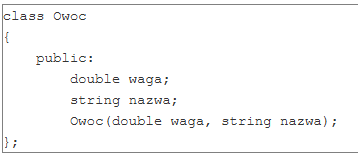 class Owoc
{
    public:
        double waga;
        string nazwa;
        Owoc(double waga, string nazwa);
};